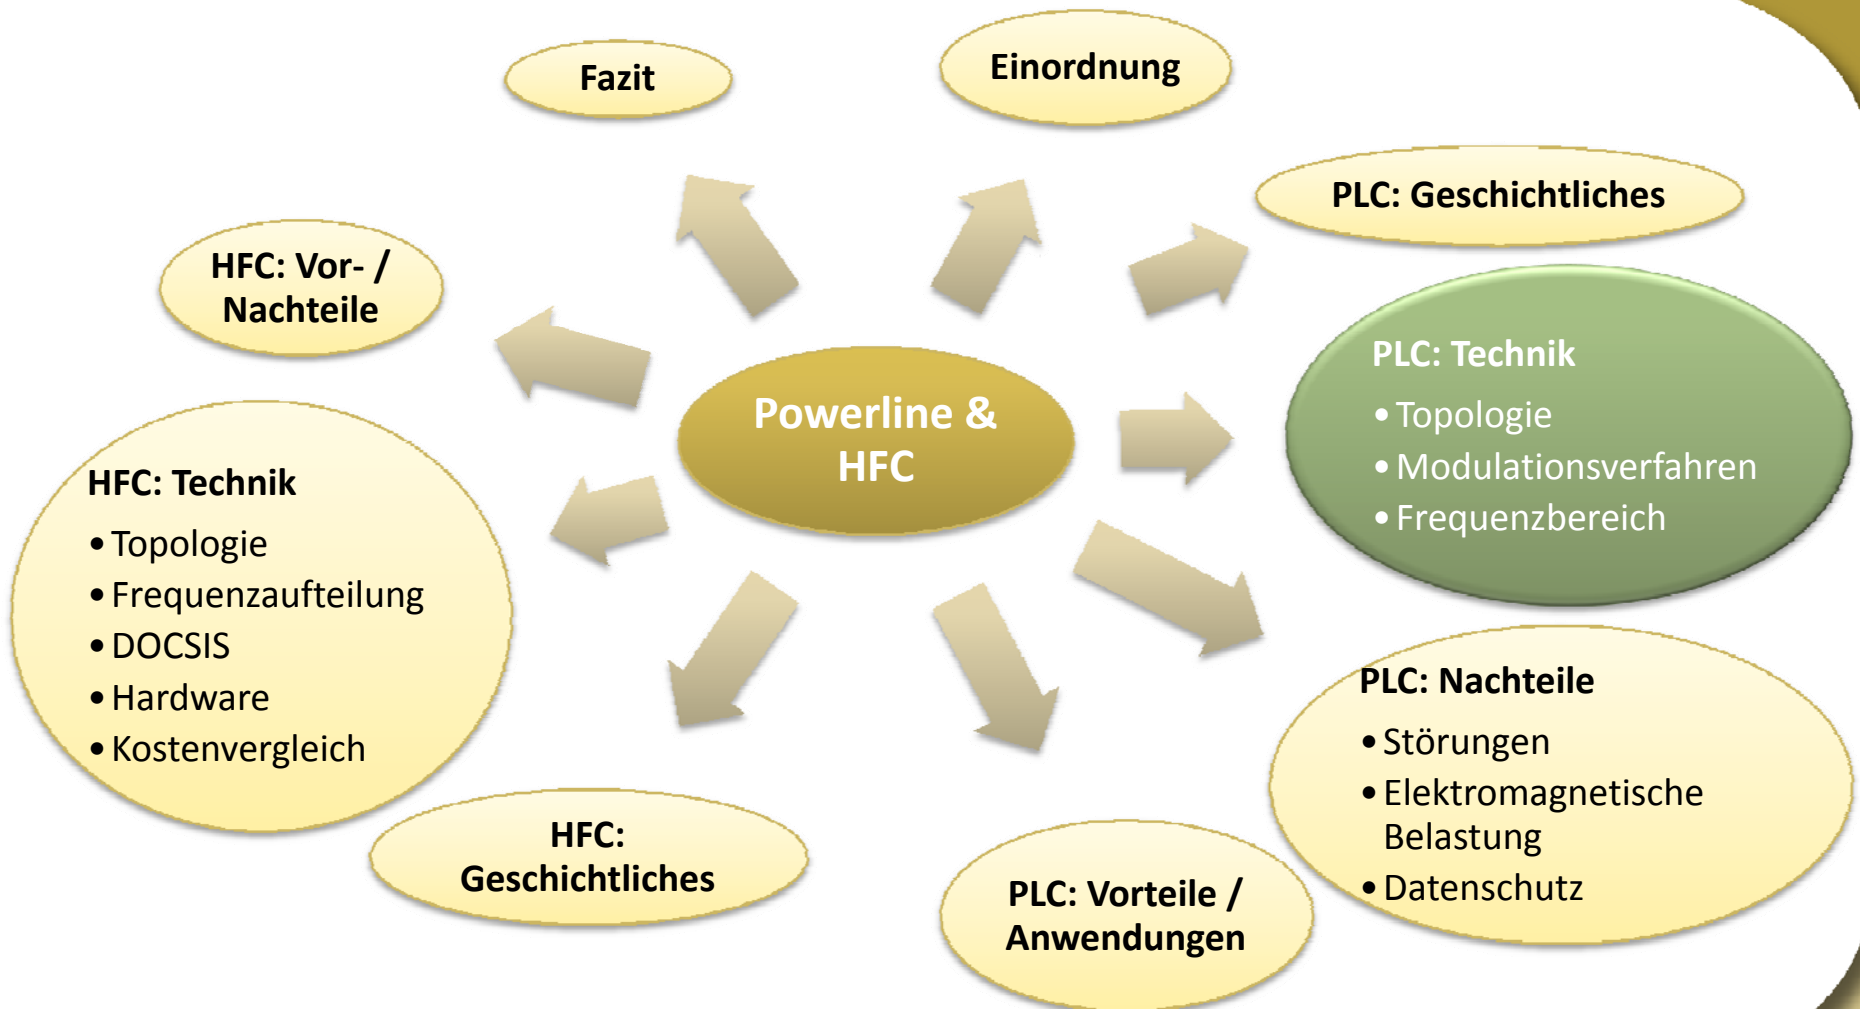 Fazit
Einordnung
PLC: Geschichtliches
HFC: Vor- /
Nachteile
Powerline &
HFC
PLC: Technik
• Topologie
• Modulationsverfahren
• Frequenzbereich
HFC: Technik
• Topologie
• Frequenzaufteilung
• DOCSIS
• Hardware
• Kostenvergleich
PLC: Nachteile
• Störungen
• Elektromagnetische
Belastung
• Datenschutz
HFC:
Geschichtliches
PLC: Vorteile /
Anwendungen